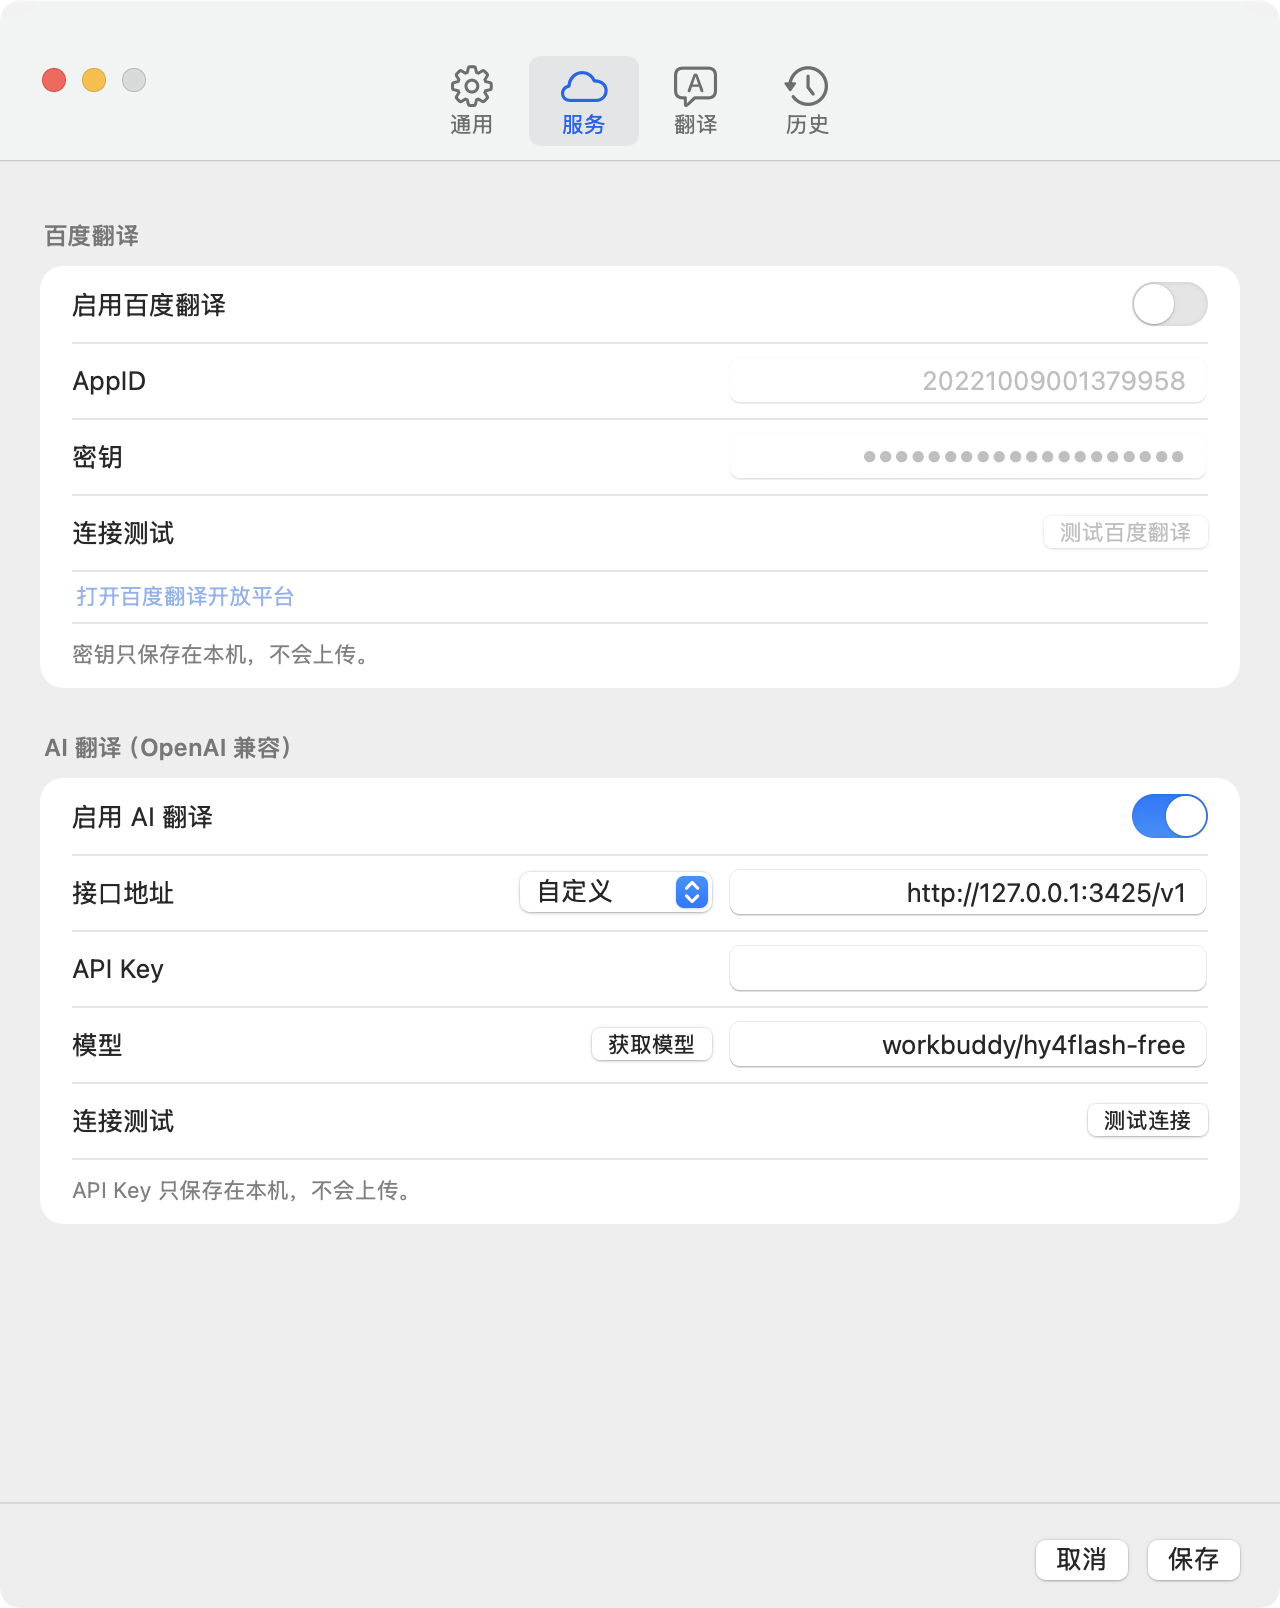 通用
服务
翻译
历史
百度翻译
启用百度翻译
AppID
20221009001379958
密钥
••••••••••••••••••••
连接测试
测试百度翻译
打开百度翻译开放平台
密钥只保存在本机，不会上传。
AI 翻译（OpenAI 兼容）
启用 AI 翻译
接口地址
自定义
http://127.0.0.1:3425/v1
API Key
模型
获取模型
workbuddy/hy4flash-free
连接测试
测试连接
API Key 只保存在本机，不会上传。
取消
保存